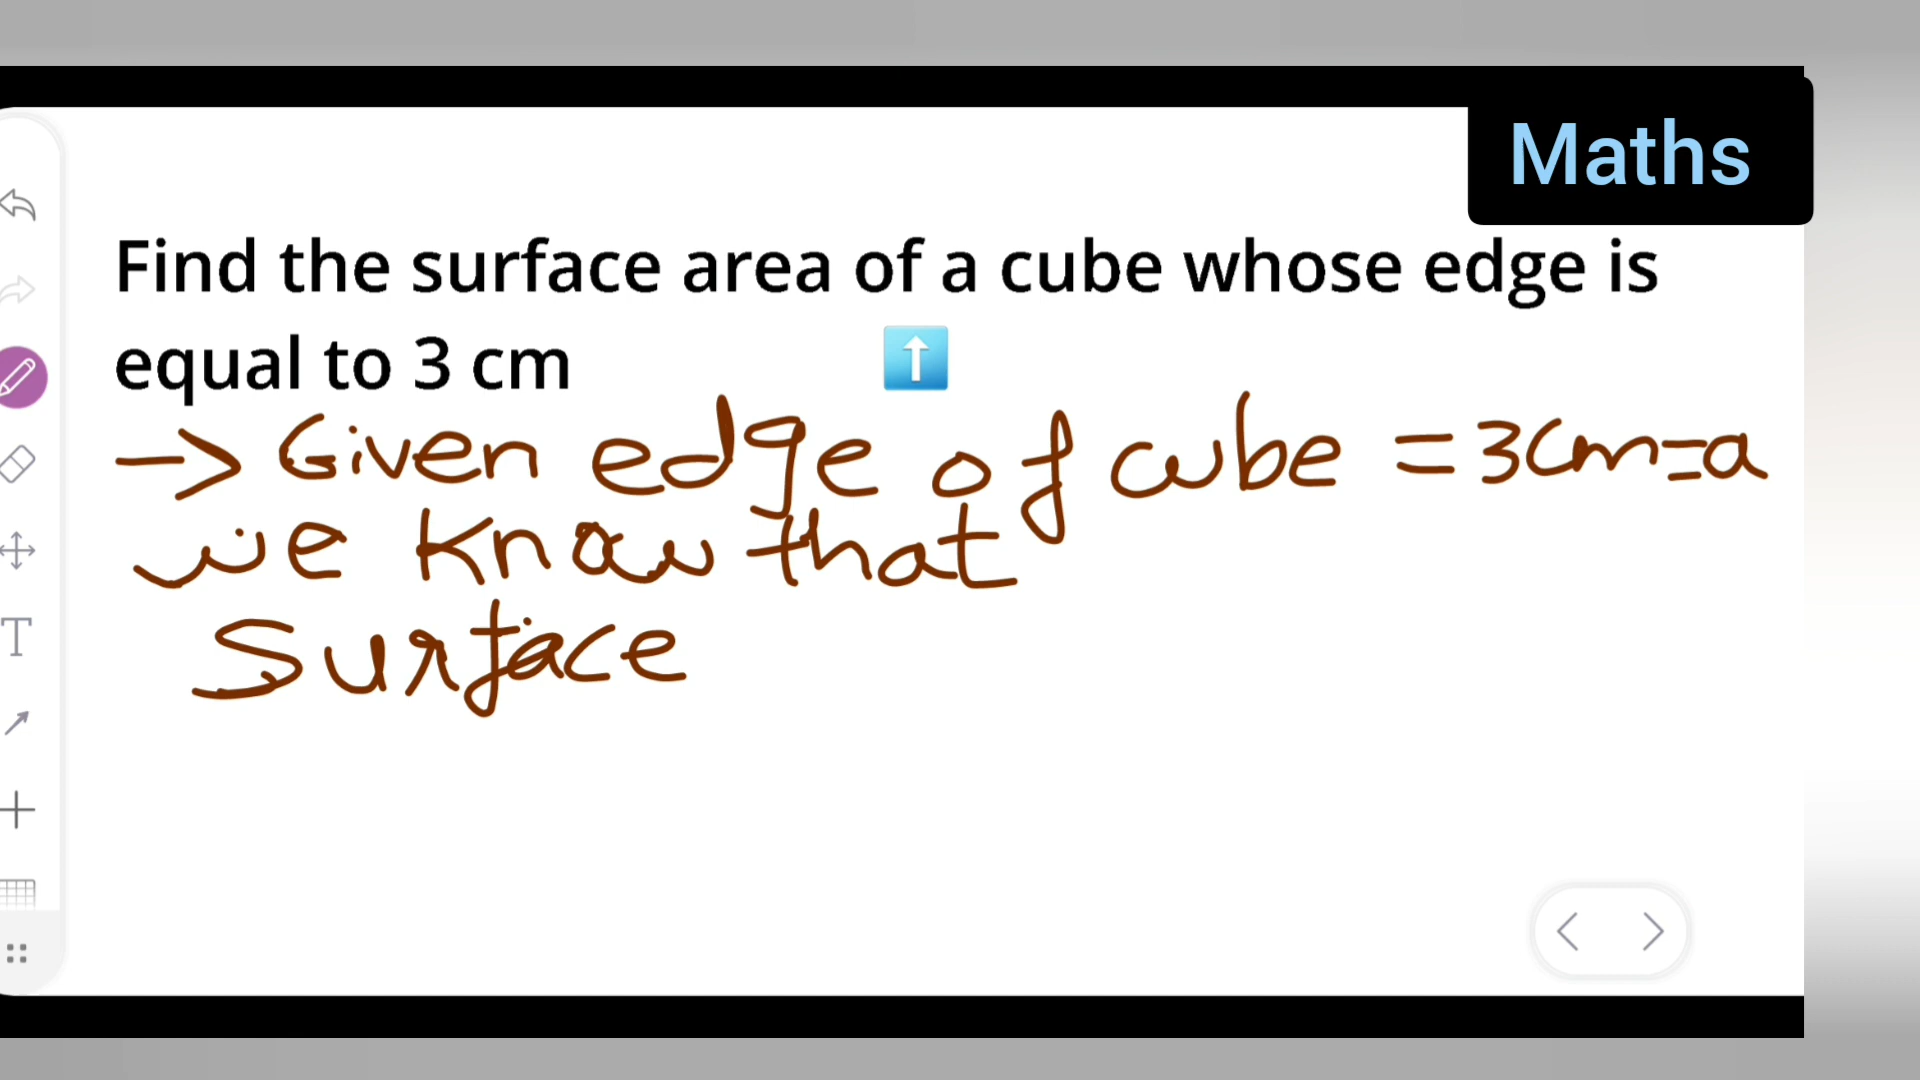 Maths
Find the surface area of a cube whose edge is
equal to 3 cm
→ Given edge of cube = 3cm=a
we know that
Surface